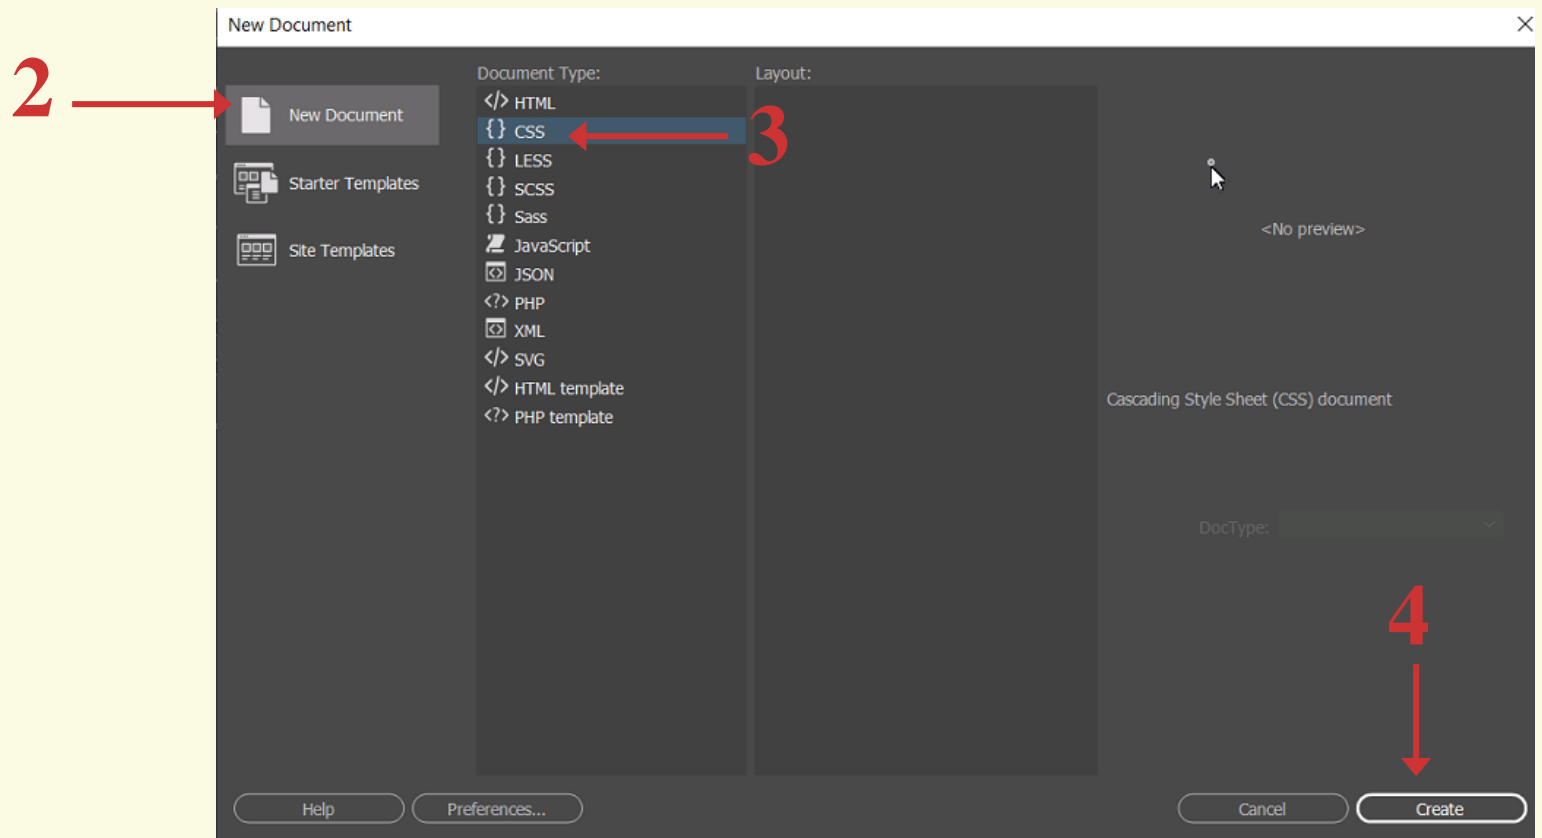 New Document
2
New Document
Starter Templates
Site Templates
Document Type:
</> HTML
{} CSS
{} LESS
{} SCSS
{} Sass
JavaScript
<> JSON
<?> PHP
<> XML
</> SVG
</> HTML template
<?> PHP template
3
Layout:
<No preview>
Cascading Style Sheet (CSS) document
DocType:
4
Help
Preferences...
Cancel
Create